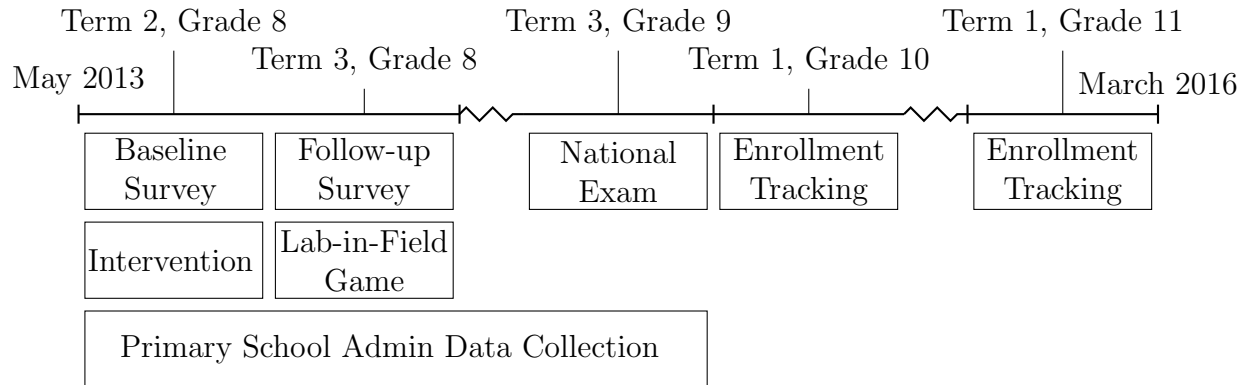 Term 2, Grade 8
Term 3, Grade 9
Term 1, Grade 11
Term 3, Grade 8
Term 1, Grade 10
May 2013
March 2016
Baseline
Survey
Follow-up
Survey
National
Exam
Enrollment
Tracking
Enrollment
Tracking
Intervention
Lab-in-Field
Game
Primary School Admin Data Collection